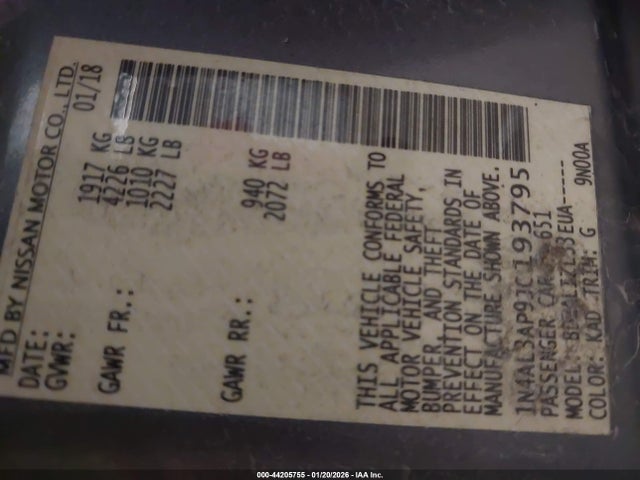 MFD BY NISSAN MOTOR CO., LTD.
DATE: 01/18
GVWR: 1917 KG
4226 LB
GAWR FR.: 1010 KG
2227 LB
GAWR RR.: 940 KG
2072 LB
THIS VEHICLE CONFORMS TO
ALL APPLICABLE FEDERAL
MOTOR VEHICLE SAFETY,
BUMPER AND THEFT
PREVENTION STANDARDS IN
EFFECT ON THE DATE OF
MANUFACTURE SHOWN ABOVE.
1N4AL3AP9JC193795
PASSENGER CAR 651
MODEL:
COLOR: KAD TRIM: G 9N00A
000-44205755 - 01/20/2026 - IAA Inc.